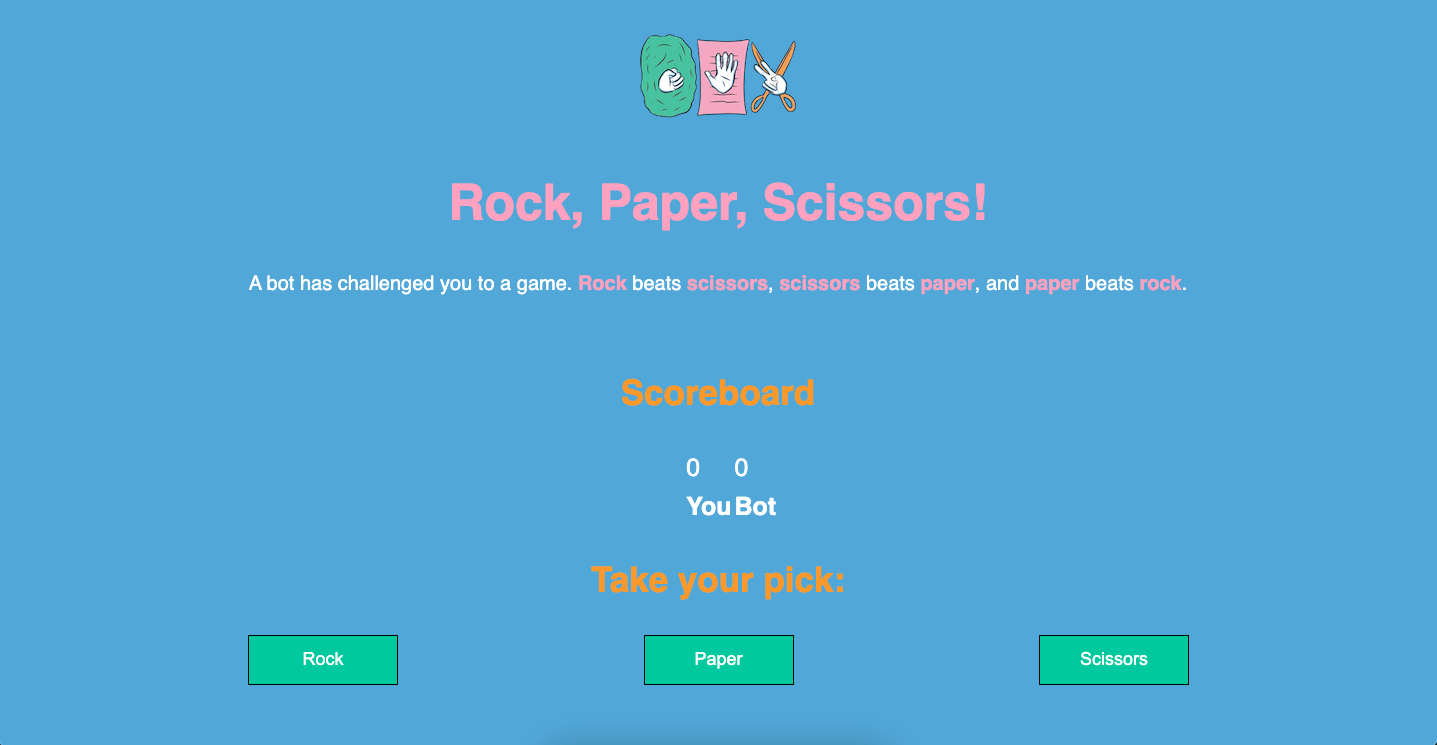 Rock, Paper, Scissors!
A bot has challenged you to a game. Rock beats scissors, scissors beats paper, and paper beats rock.
Scoreboard
0 0
You Bot
Take your pick:
Rock Paper Scissors